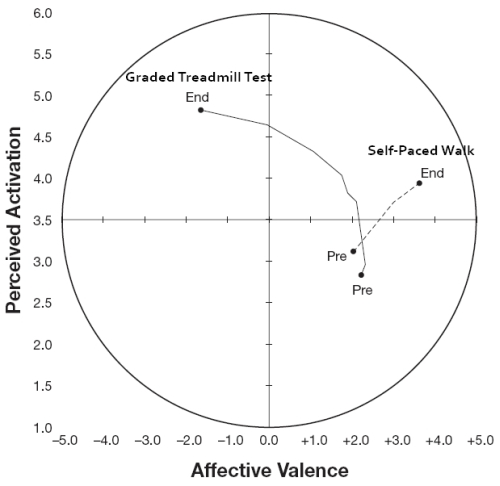 6.0
5.5
Graded Treadmill Test
5.0
End
4.5
Self-Paced Walk
End
4.0
3.5
Pre
3.0
Pre
2.5
2.0
1.5
1.0
Perceived Activation
–5.0 –4.0 –3.0 –2.0 –1.0 0.0 +1.0 +2.0 +3.0 +4.0 +5.0
Affective Valence